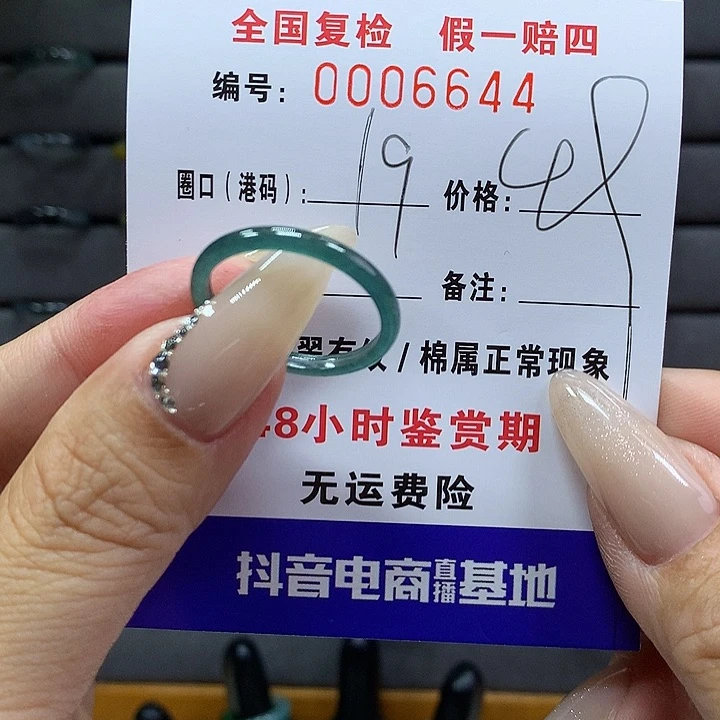 全国复检 假一赔四
编号: 0006644
圈口(港码): 19 价格: 48
备注:
翠有纹/棉属正常现象
48小时鉴赏期
无运费险
抖音电商直播基地